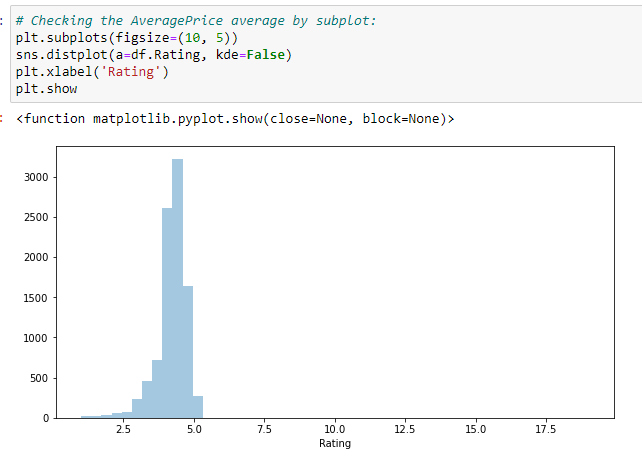 :
# Checking the AveragePrice average by subplot:
plt.subplots(figsize=(10, 5))
sns.distplot(a=df.Rating, kde=False)
plt.xlabel('Rating')
plt.show
:
<function matplotlib.pyplot.show(close=None, block=None)>
3000
2500
2000
1500
1000
500
0
2.5 5.0 7.5 10.0 12.5 15.0 17.5
Rating